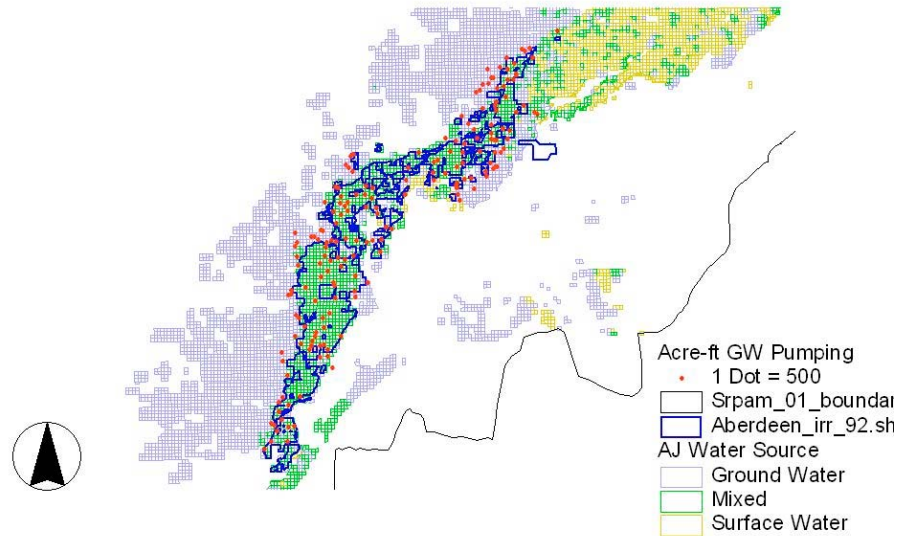 Acre-ft GW Pumping
1 Dot = 500
Srpam_01_boundar
Aberdeen_irr_92.sh
AJ Water Source
Ground Water
Mixed
Surface Water